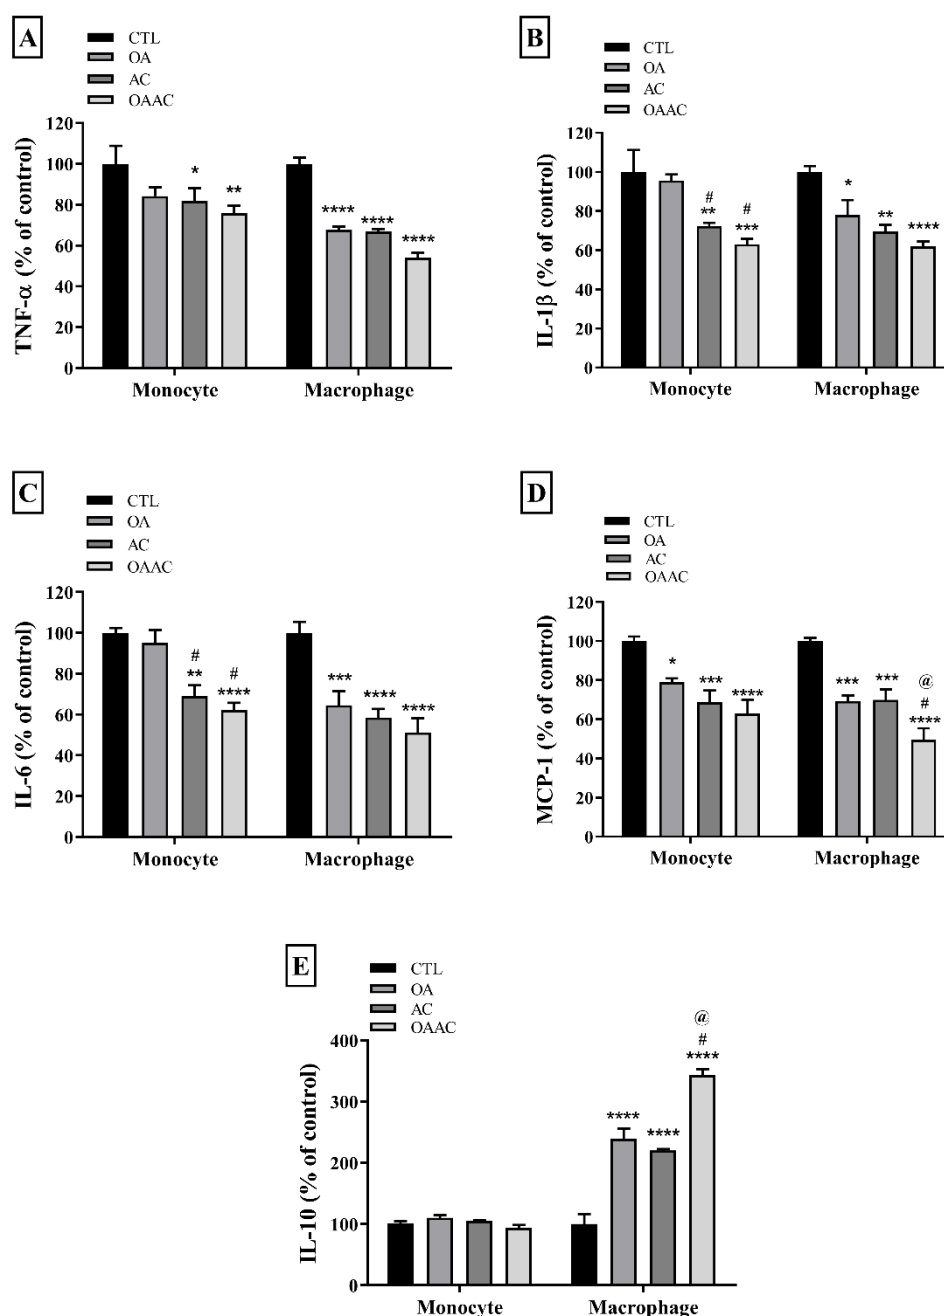 A
CTL
OA
AC
OAAC
TNF-α (% of control)
120
100
80
60
40
20
0
*
**
****
****
****
Monocyte
Macrophage
B
CTL
OA
AC
OAAC
IL-1β (% of control)
120
100
80
60
40
20
0
#
**
#
***
*
**
****
Monocyte
Macrophage
C
CTL
OA
AC
OAAC
IL-6 (% of control)
120
100
80
60
40
20
0
#
**
#
****
***
****
****
Monocyte
Macrophage
D
CTL
OA
AC
OAAC
MCP-1 (% of control)
120
100
80
60
40
20
0
*
***
****
***
***
@
#
****
Monocyte
Macrophage
E
CTL
OA
AC
OAAC
IL-10 (% of control)
400
300
200
100
0
****
****
@
#
****
Monocyte
Macrophage